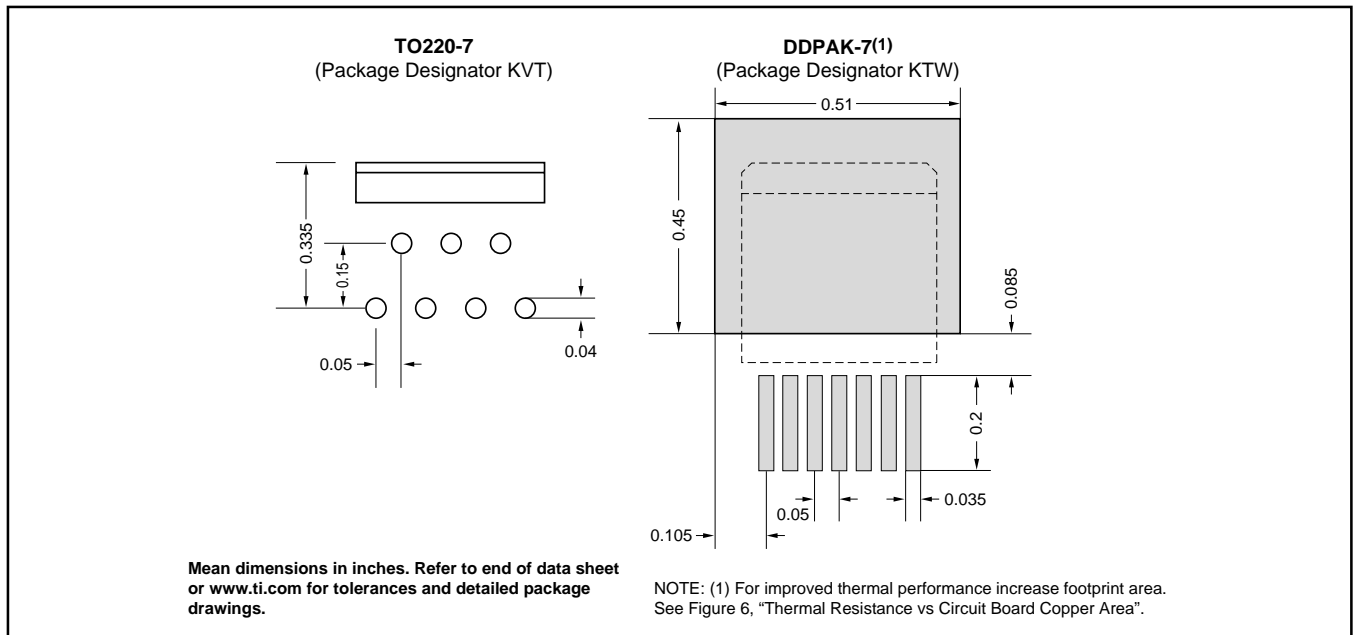 TO220-7
(Package Designator KVT)
0.335
0.15
0.05
0.04
Mean dimensions in inches. Refer to end of data sheet
or www.ti.com for tolerances and detailed package
drawings.
DDPAK-7(1)
(Package Designator KTW)
0.51
0.45
0.085
0.2
0.035
0.05
0.105
NOTE: (1) For improved thermal performance increase footprint area.
See Figure 6, “Thermal Resistance vs Circuit Board Copper Area”.